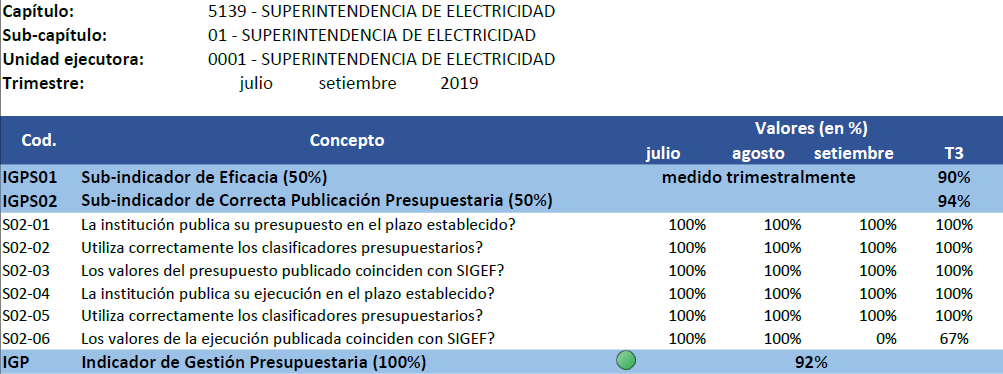 Capítulo: 5139 - SUPERINTENDENCIA DE ELECTRICIDAD
Sub-capítulo: 01 - SUPERINTENDENCIA DE ELECTRICIDAD
Unidad ejecutora: 0001 - SUPERINTENDENCIA DE ELECTRICIDAD
Trimestre: julio setiembre 2019
Cod. Concepto Valores (en %)
julio agosto setiembre T3
IGPS01 Sub-indicador de Eficacia (50%) medido trimestralmente 90%
IGPS02 Sub-indicador de Correcta Publicación Presupuestaria (50%) 94%
S02-01 La institución publica su presupuesto en el plazo establecido? 100% 100% 100% 100%
S02-02 Utiliza correctamente los clasificadores presupuestarios? 100% 100% 100% 100%
S02-03 Los valores del presupuesto publicado coinciden con SIGEF? 100% 100% 100% 100%
S02-04 La institución publica su ejecución en el plazo establecido? 100% 100% 100% 100%
S02-05 Utiliza correctamente los clasificadores presupuestarios? 100% 100% 100% 100%
S02-06 Los valores de la ejecución publicada coinciden con SIGEF? 100% 100% 0% 67%
IGP Indicador de Gestión Presupuestaria (100%) 92%